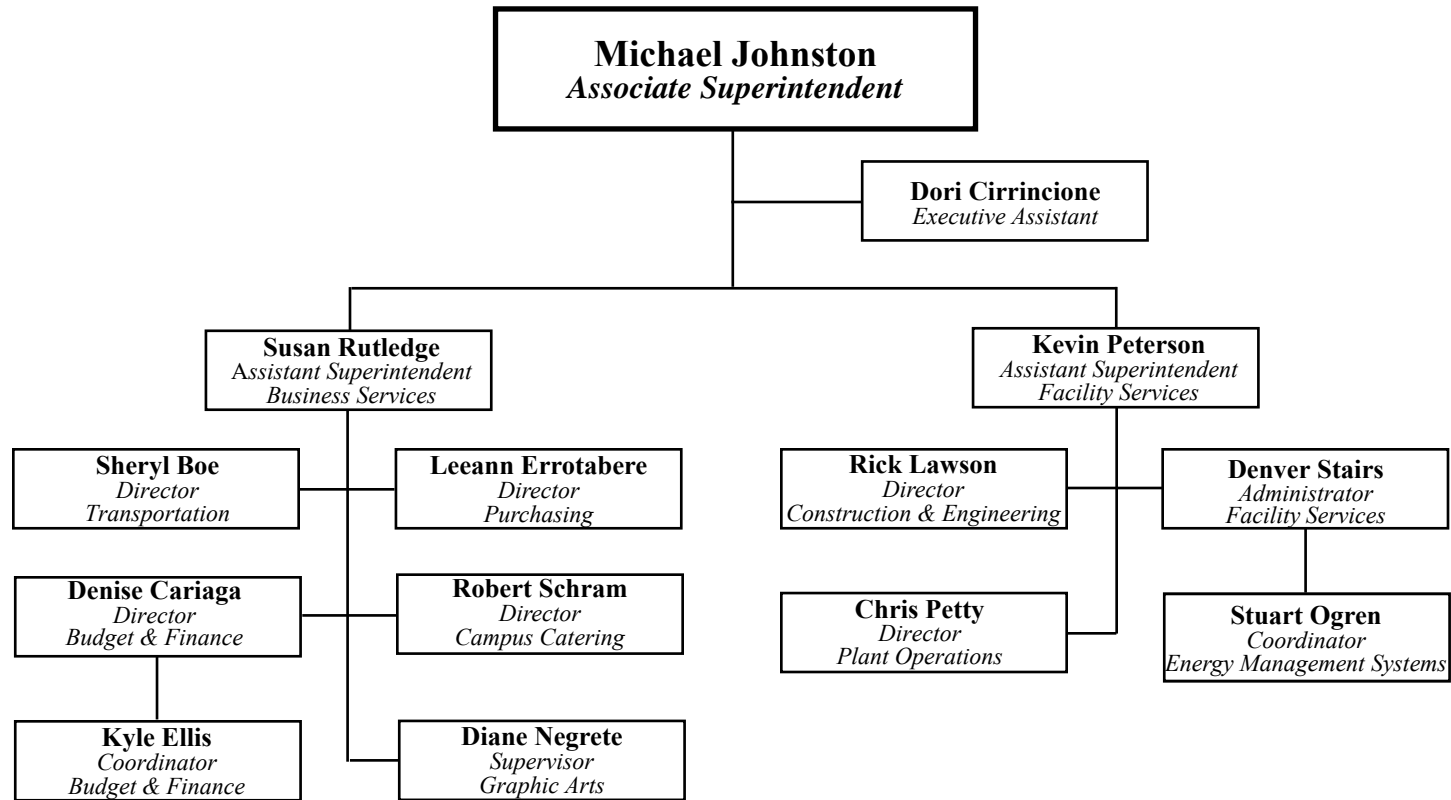 Michael Johnston
Associate Superintendent
Dori Cirrincione
Executive Assistant
Susan Rutledge
Assistant Superintendent
Business Services
Kevin Peterson
Assistant Superintendent
Facility Services
Sheryl Boe
Director
Transportation
Leeann Errotabere
Director
Purchasing
Rick Lawson
Director
Construction & Engineering
Denver Stairs
Administrator
Facility Services
Denise Cariaga
Director
Budget & Finance
Robert Schram
Director
Campus Catering
Chris Petty
Director
Plant Operations
Stuart Ogren
Coordinator
Energy Management Systems
Kyle Ellis
Coordinator
Budget & Finance
Diane Negrete
Supervisor
Graphic Arts